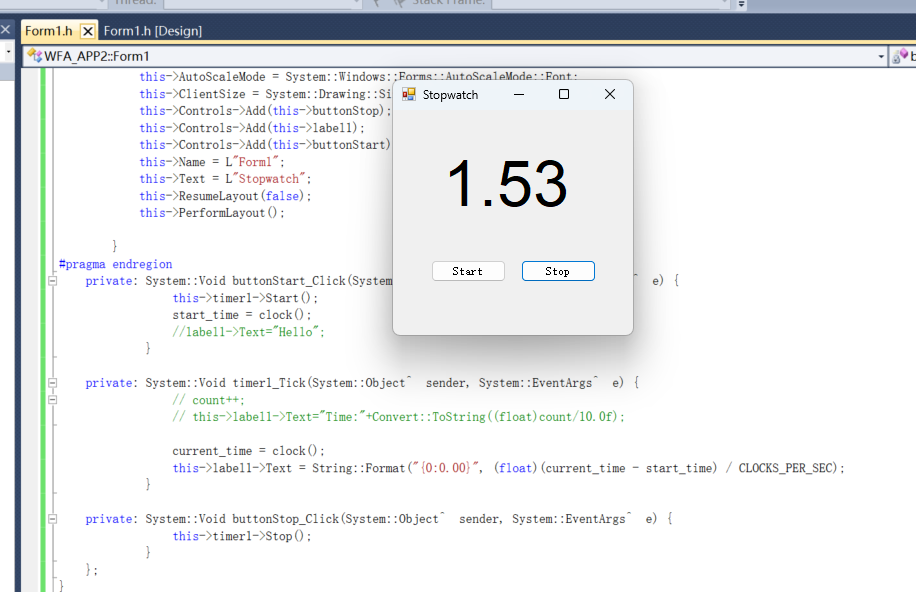 Thread:
Stack Frame:
Form1.h
Form1.h [Design]
WFA_APP2::Form1
this->AutoScaleMode = System::Windows::Forms::AutoScaleMode::Font;
this->ClientSize = System::Drawing::Si
this->Controls->Add(this->buttonStop);
this->Controls->Add(this->label1);
this->Controls->Add(this->buttonStart)
this->Name = L"Form1";
this->Text = L"Stopwatch";
this->ResumeLayout(false);
this->PerformLayout();
}
#pragma endregion
private: System::Void buttonStart_Click(System ^ e) {
this->timer1->Start();
start_time = clock();
//label1->Text="Hello";
}
private: System::Void timer1_Tick(System::Object^ sender, System::EventArgs^ e) {
// count++;
// this->label1->Text="Time:"+Convert::ToString((float)count/10.0f);
current_time = clock();
this->label1->Text = String::Format("{0:0.00}", (float)(current_time - start_time) / CLOCKS_PER_SEC);
}
private: System::Void buttonStop_Click(System::Object^ sender, System::EventArgs^ e) {
this->timer1->Stop();
}
};
}
Stopwatch
1.53
Start
Stop